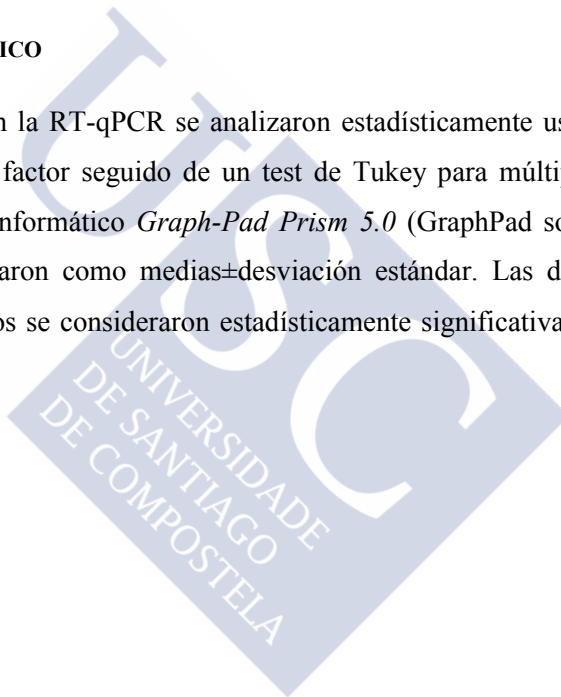 ICO
n la RT-qPCR se analizaron estadísticamente us
factor seguido de un test de Tukey para múltip
nformático Graph-Pad Prism 5.0 (GraphPad so
aron como medias±desviación estándar. Las d
os se consideraron estadísticamente significativa
USC
UNIVERSIDADE
DE SANTIAGO
DE COMPOSTELA